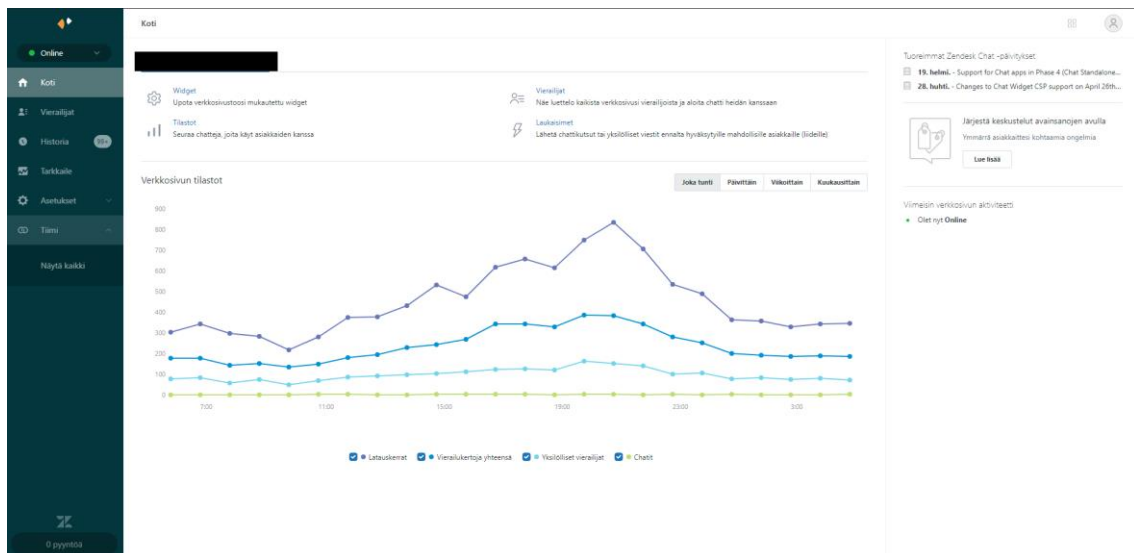 Koti
Online
Koti
Vierailijat
Historia
99+
Tarkkaile
Asetukset
Tiimi
Näytä kaikki
0 pyyntöä
Widget
Upota verkkosivustoosi mukautettu widget
Vierailijat
Näe luettelo kaikista verkkosivusi vierailijoista ja aloita chatti heidän kanssaan
Tilastot
Seuraa chatteja, joita käyt asiakkaiden kanssa
Laukaisimet
Lähetä chattikutsut tai yksilölliset viestit ennalta hyväksytyille mahdollisille asiakkaille (liideille)
Verkkosivun tilastot
Joka tunti Päivittäin Viikoittain Kuukausittain
900
800
700
600
500
400
300
200
100
0
7:00 11:00 15:00 19:00 23:00 3:00
Latauskerrat Vierailukertoja yhteensä Yksilölliset vierailijat Chatit
Tuoreimmat Zendesk Chat -päivitykset
19. helmi. - Support for Chat apps in Phase 4 (Chat Standalone...
28. huhti. - Changes to Chat Widget CSP support on April 26th...
Järjestä keskustelut avainsanojen avulla
Ymmärrä asiakkaittesi kohtaamia ongelmia
Lue lisää
Viimeisin verkkosivun aktiviteetti
Olet nyt Online